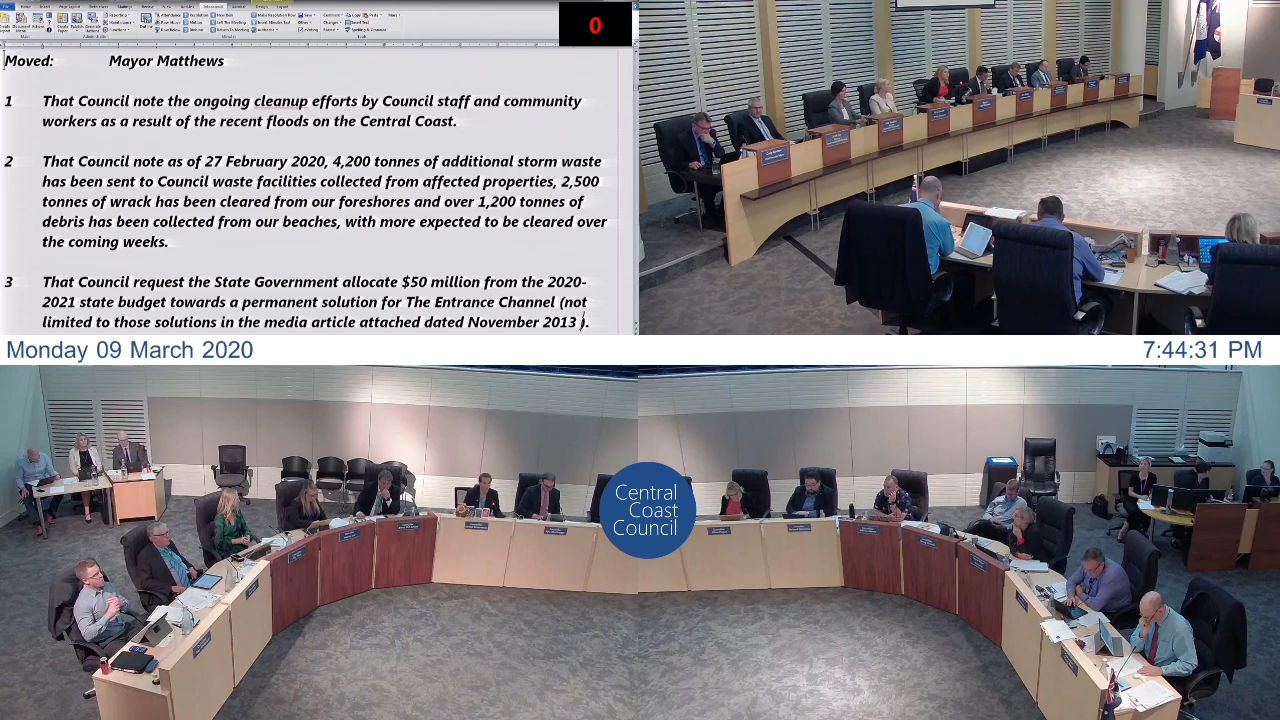 0
Moved: Mayor Matthews
1 That Council note the ongoing cleanup efforts by Council staff and community
workers as a result of the recent floods on the Central Coast.
2 That Council note as of 27 February 2020, 4,200 tonnes of additional storm waste
has been sent to Council waste facilities collected from affected properties, 2,500
tonnes of wrack has been cleared from our foreshores and over 1,200 tonnes of
debris has been collected from our beaches, with more expected to be cleared over
the coming weeks.
3 That Council request the State Government allocate $50 million from the 2020-
2021 state budget towards a permanent solution for The Entrance Channel (not
limited to those solutions in the media article attached dated November 2013 ).
Monday 09 March 2020
7:44:31 PM
Central
Coast
Council